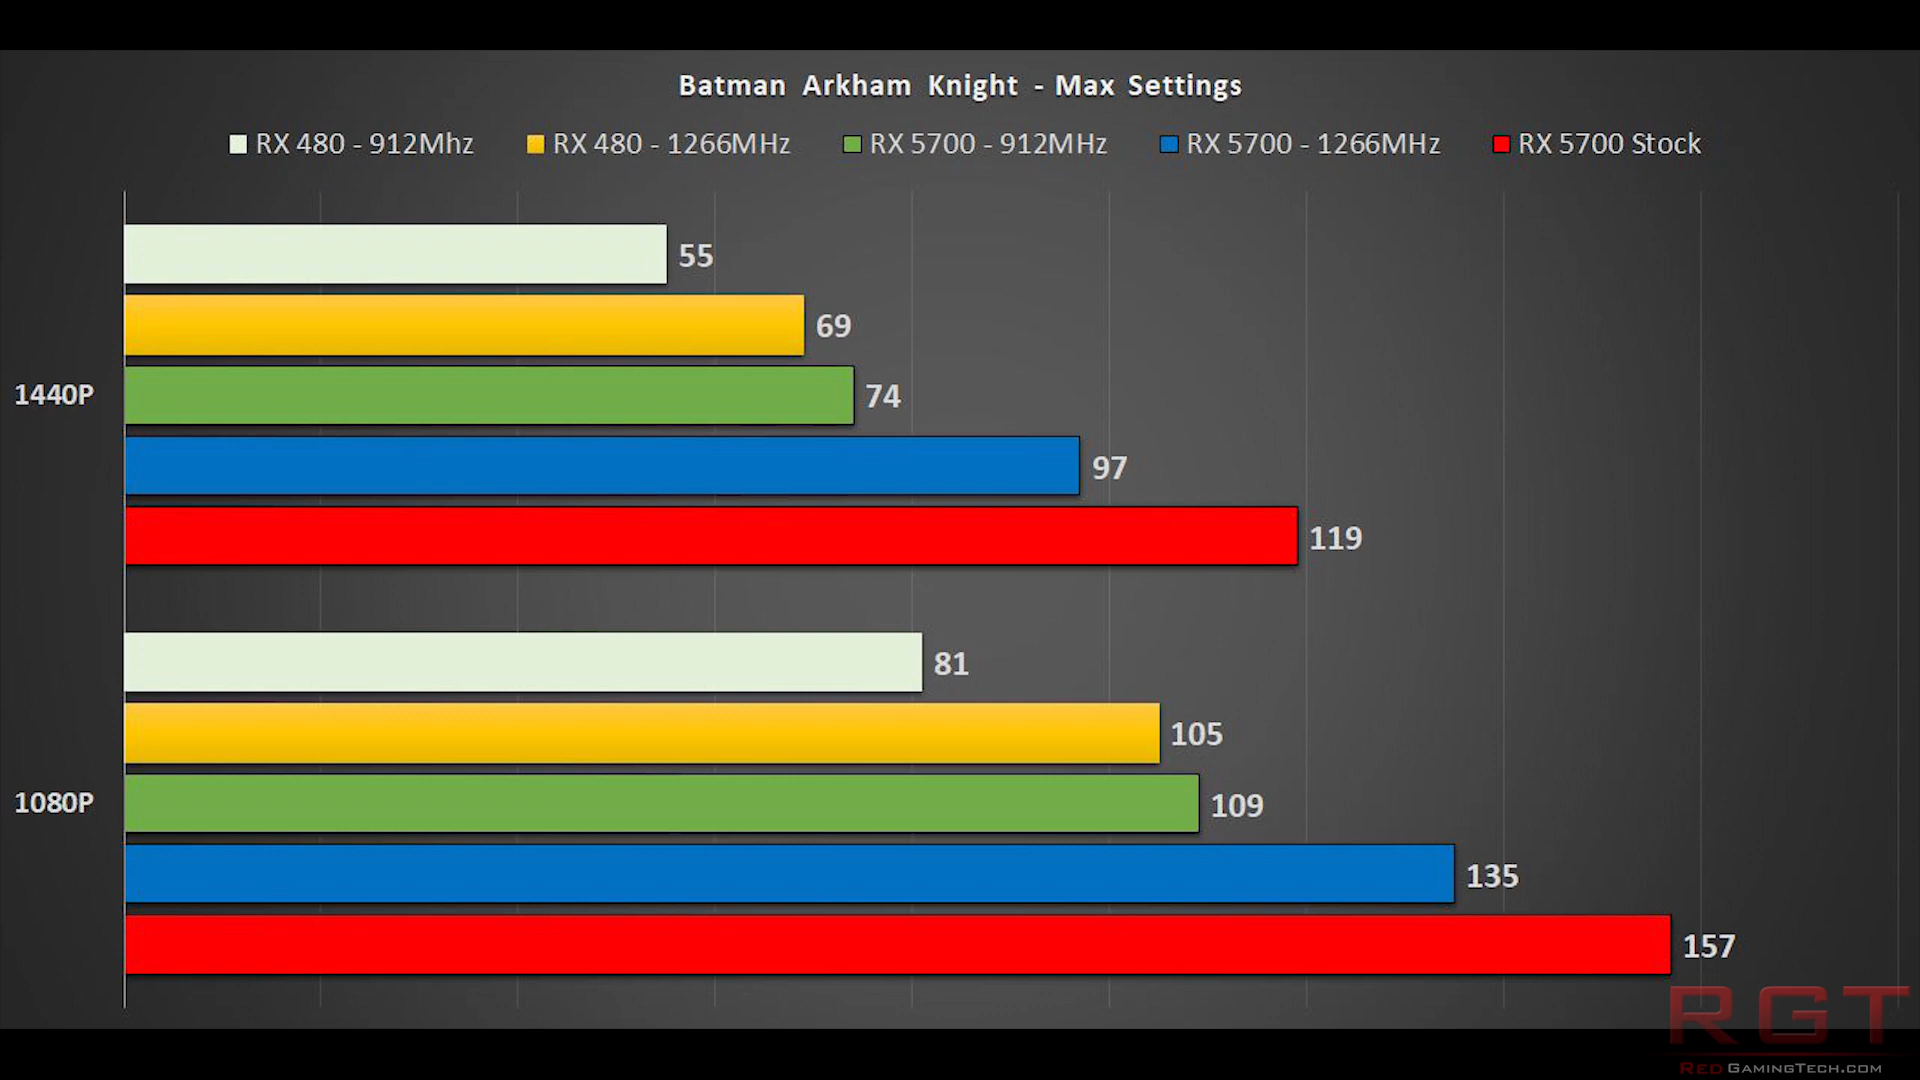 Batman Arkham Knight - Max Settings
RX 480 - 912Mhz RX 480 - 1266MHz RX 5700 - 912MHz RX 5700 - 1266MHz RX 5700 Stock
55
69
1440P 74
97
119
81
105
1080P 109
135
157
RGT
REDGAMINGTECH.COM